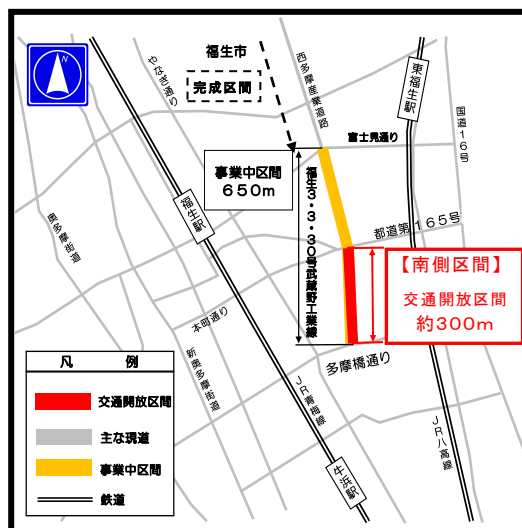 N
福生市
完成区間
やなぎ通り
西多摩産業道路
東福生駅
国道16号
富士見通り
事業中区間
650m
福生3・3・30号武蔵野工業線
福生駅
都道第165号
奥多摩街道
【南側区間】
交通開放区間
約300m
本町通り
多摩橋通り
新奥多摩街道
JR青梅線
JR八高線
牛浜駅
凡 例
交通開放区間
主な現道
事業中区間
鉄道